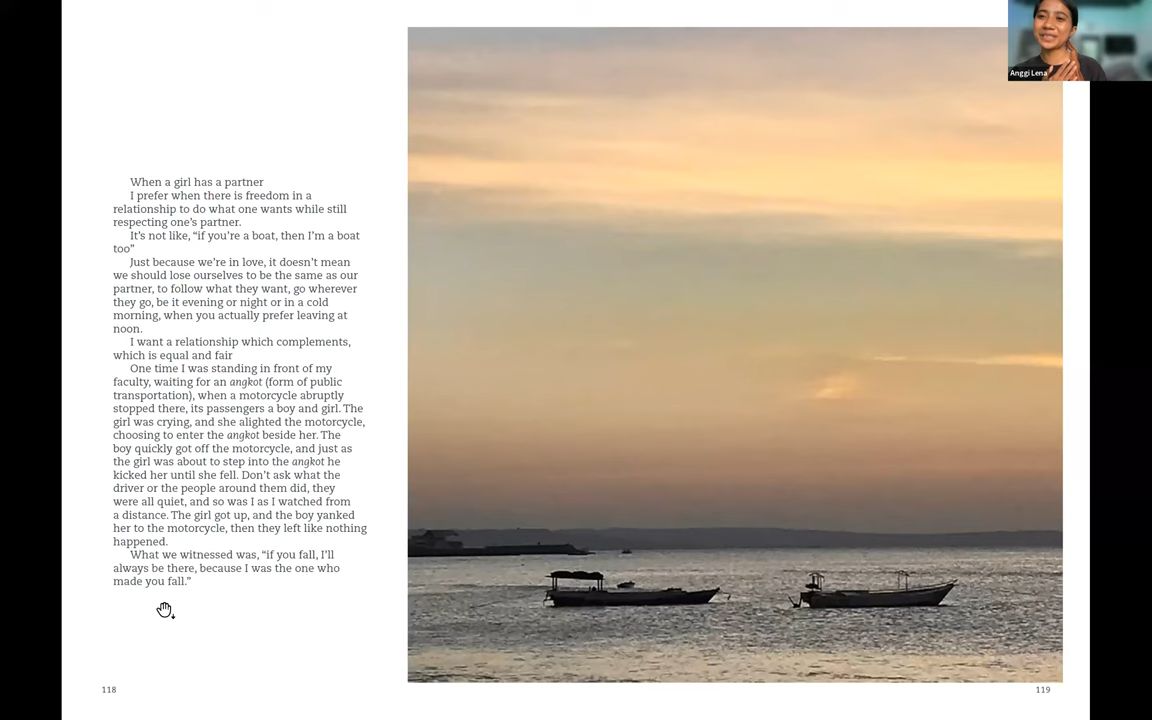 Anggi Lena
When a girl has a partner
I prefer when there is freedom in a
relationship to do what one wants while still
respecting one's partner.
It's not like, “if you're a boat, then I'm a boat
too”
Just because we're in love, it doesn't mean
we should lose ourselves to be the same as our
partner, to follow what they want, go wherever
they go, be it evening or night or in a cold
morning, when you actually prefer leaving at
noon.
I want a relationship which complements,
which is equal and fair
One time I was standing in front of my
faculty, waiting for an angkot (form of public
transportation), when a motorcycle abruptly
stopped there, its passengers a boy and girl. The
girl was crying, and she alighted the motorcycle,
choosing to enter the angkot beside her. The
boy quickly got off the motorcycle, and just as
the girl was about to step into the angkot he
kicked her until she fell. Don't ask what the
driver or the people around them did, they
were all quiet, and so was I as I watched from
a distance. The girl got up, and the boy yanked
her to the motorcycle, then they left like nothing
happened.
What we witnessed was, “if you fall, I'll
always be there, because I was the one who
made you fall.”
118
119